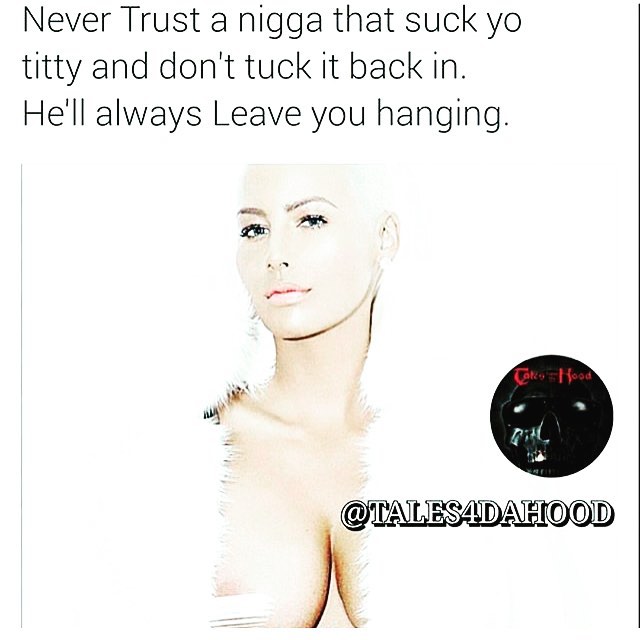 Never Trust a nigga that suck yo
titty and don't tuck it back in.
He'll always Leave you hanging.
Hood
@TALES4DAHOOD